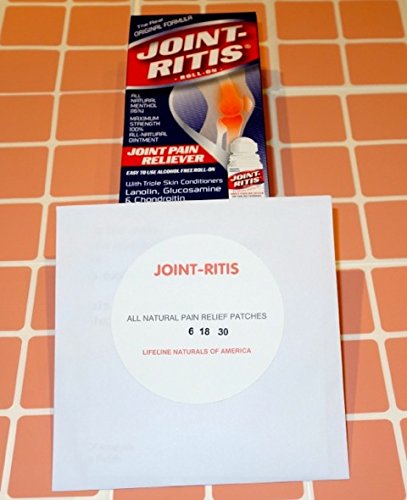 The Real
ORIGINAL FORMULA
JOINT-
RITIS®
- ROLL-ON -
ALL
NATURAL
MENTHOL
MAXIMUM
STRENGTH
100%
ALL-NATURAL
OINTMENT
JOINT PAIN
RELIEVER
EASY TO USE ALCOHOL FREE ROLL-ON
With Triple Skin Conditioners
Lanolin, Glucosamine
& Chondroitin
JOINT-
RITIS
JOINT-RITIS
ALL NATURAL PAIN RELIEF PATCHES
6 18 30
LIFELINE NATURALS OF AMERICA